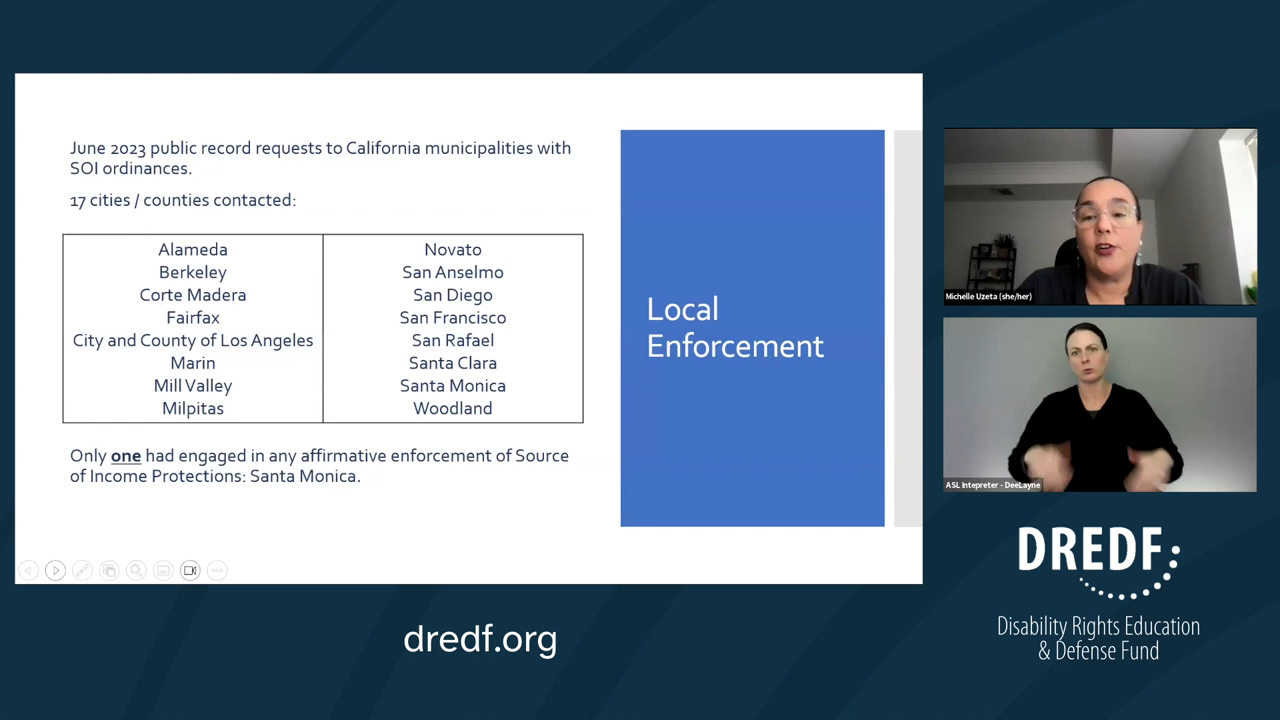 June 2023 public record requests to California municipalities with
SOI ordinances.
17 cities / counties contacted:
Alameda
Berkeley
Corte Madera
Fairfax
City and County of Los Angeles
Marin
Mill Valley
Milpitas
Novato
San Anselmo
San Diego
San Francisco
San Rafael
Santa Clara
Santa Monica
Woodland
Only one had engaged in any affirmative enforcement of Source
of Income Protections: Santa Monica.
Local
Enforcement
Michelle Uzeta (she/her)
ASL Intepreter - DeeLayne
DREDF
Disability Rights Education
& Defense Fund
dredf.org